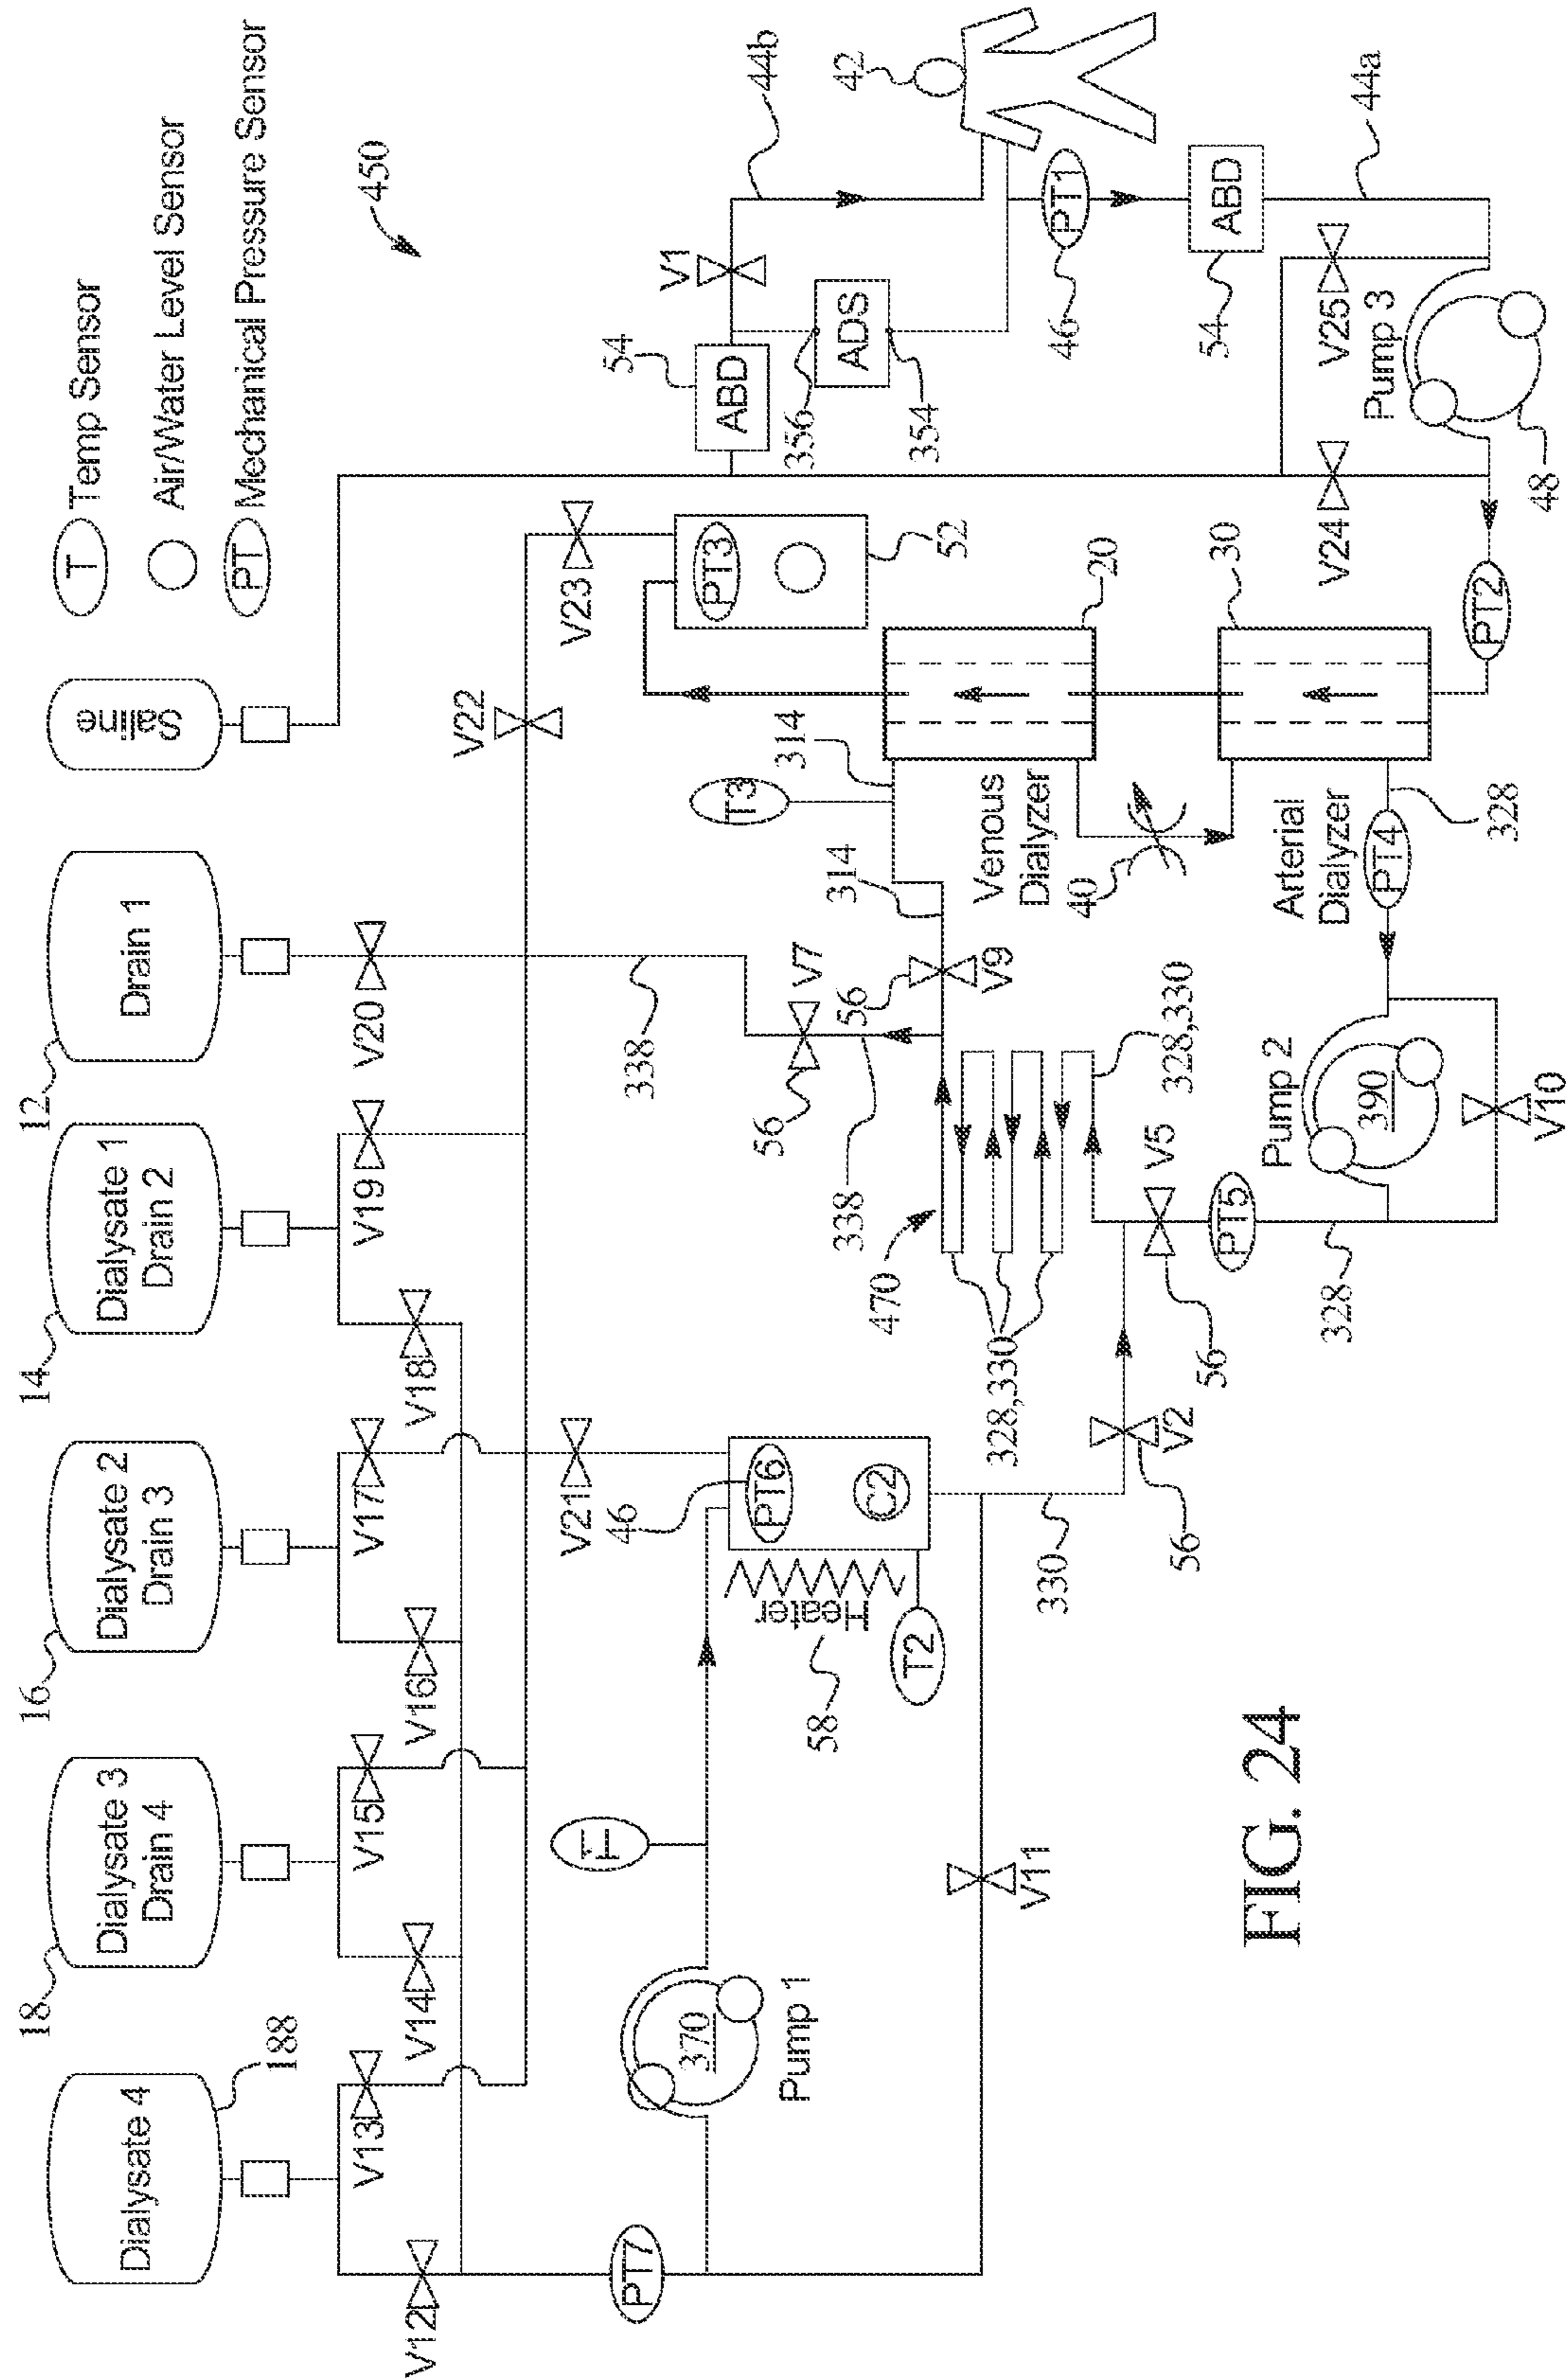 T Temp Sensor
Air/Water Level Sensor
PT Mechanical Pressure Sensor
450
Dialysate 4
188
18
Dialysate 3
Drain 4
16
Dialysate 2
Drain 3
14
Dialysate 1
Drain 2
12
Drain 1
Saline
V12
V13
V14
V15
V16
V17
V18
V19
V20
V22
V23
V21
PT7
T1
370
Pump 1
V11
Heater
58
T2
46
PT6
C2
330
V2
56
338
V7
56
338
470
328,330
328,330
56
V9
314
314
T3
PT3
52
20
Venous
Dialyzer
40
30
Arterial
Dialyzer
328
PT4
PT2
V5
56
PT5
328
Pump 2
390
V10
54
ABD
V1
44b
356
ADS
354
42
PT1
46
ABD
54
44a
V24
V25
Pump 3
48
FIG. 24